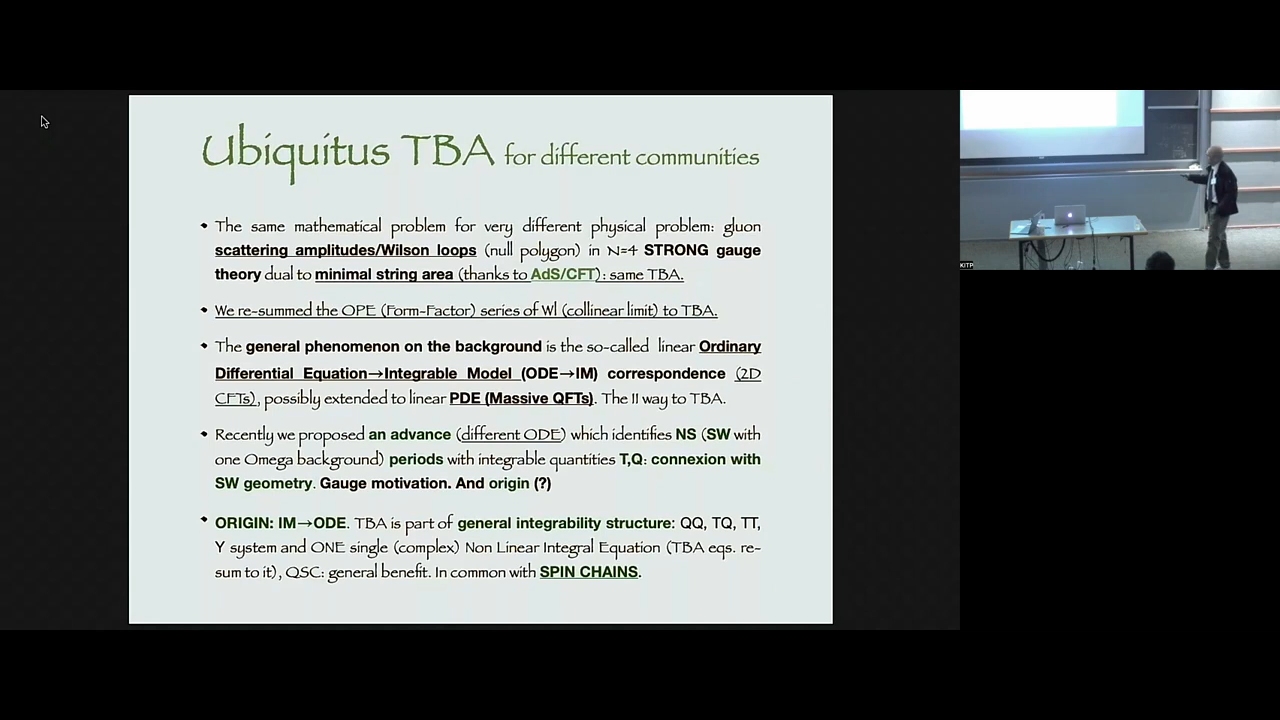 Ubiquitus TBA for different communities
• The same mathematical problem for very different physical problem: gluon
scattering amplitudes/Wilson loops (null polygon) in N=4 STRONG gauge
theory dual to minimal string area (thanks to AdS/CFT): same TBA.
• We re-summed the OPE (Form-Factor) series of Wl (collinear limit) to TBA.
• The general phenomenon on the background is the so-called linear Ordinary
Differential Equation→Integrable Model (ODE→IM) correspondence (2D
CFTs), possibly extended to linear PDE (Massive QFTs). The II way to TBA.
• Recently we proposed an advance (different ODE) which identifies NS (SW with
one Omega background) periods with integrable quantities T,Q: connexion with
SW geometry. Gauge motivation. And origin (?)
• ORIGIN: IM→ODE. TBA is part of general integrability structure: QQ, TQ, TT,
Y system and ONE single (complex) Non Linear Integral Equation (TBA eqs. re-
sum to it), QSC: general benefit. In common with SPIN CHAINS.
KITP